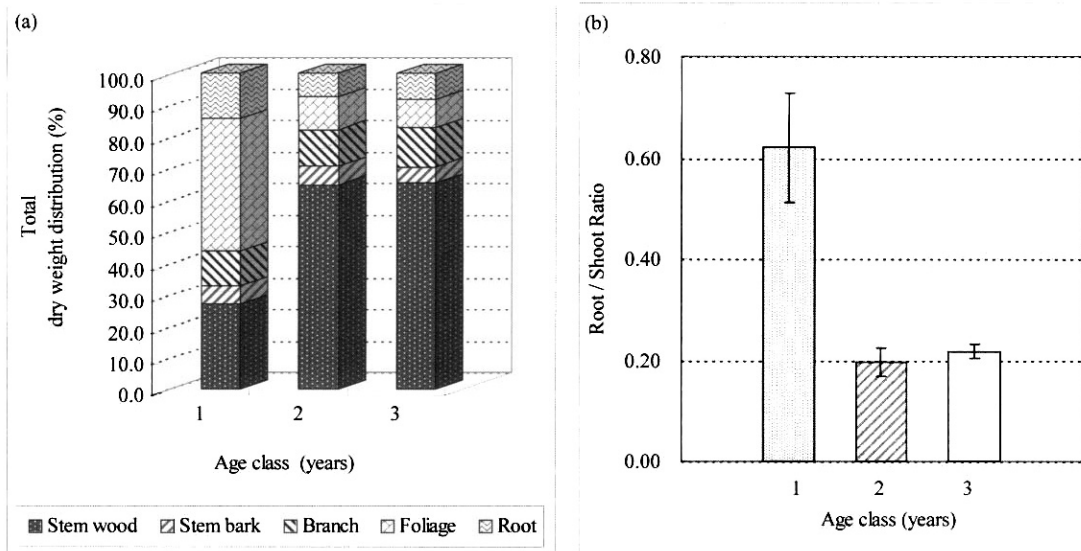 (a)
Total
dry weight distribution (%)
100.0
90.0
80.0
70.0
60.0
50.0
40.0
30.0
20.0
10.0
0.0
1 2 3
Age class (years)
Stem wood Stem bark Branch Foliage Root
(b)
Root / Shoot Ratio
0.80
0.60
0.40
0.20
0.00
1 2 3
Age class (years)